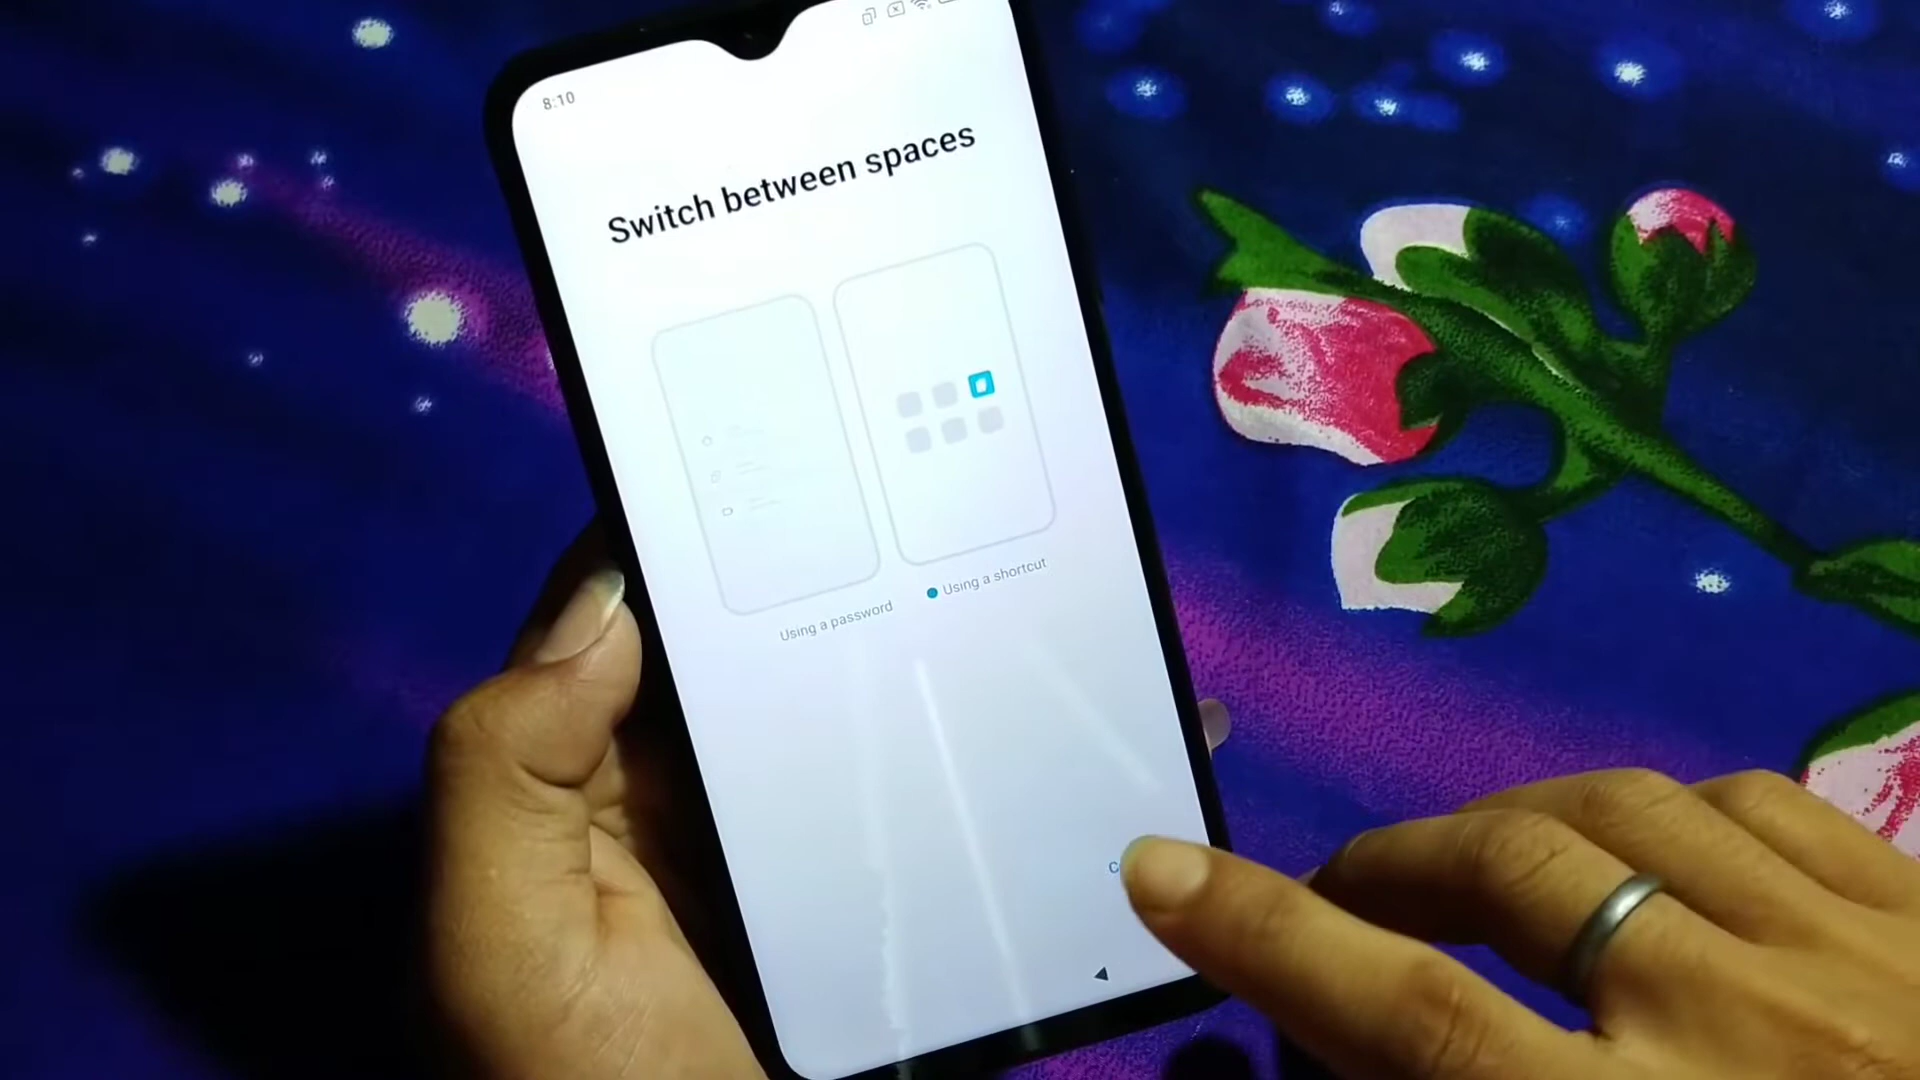 8:10
Switch between spaces
Using a password
Using a shortcut